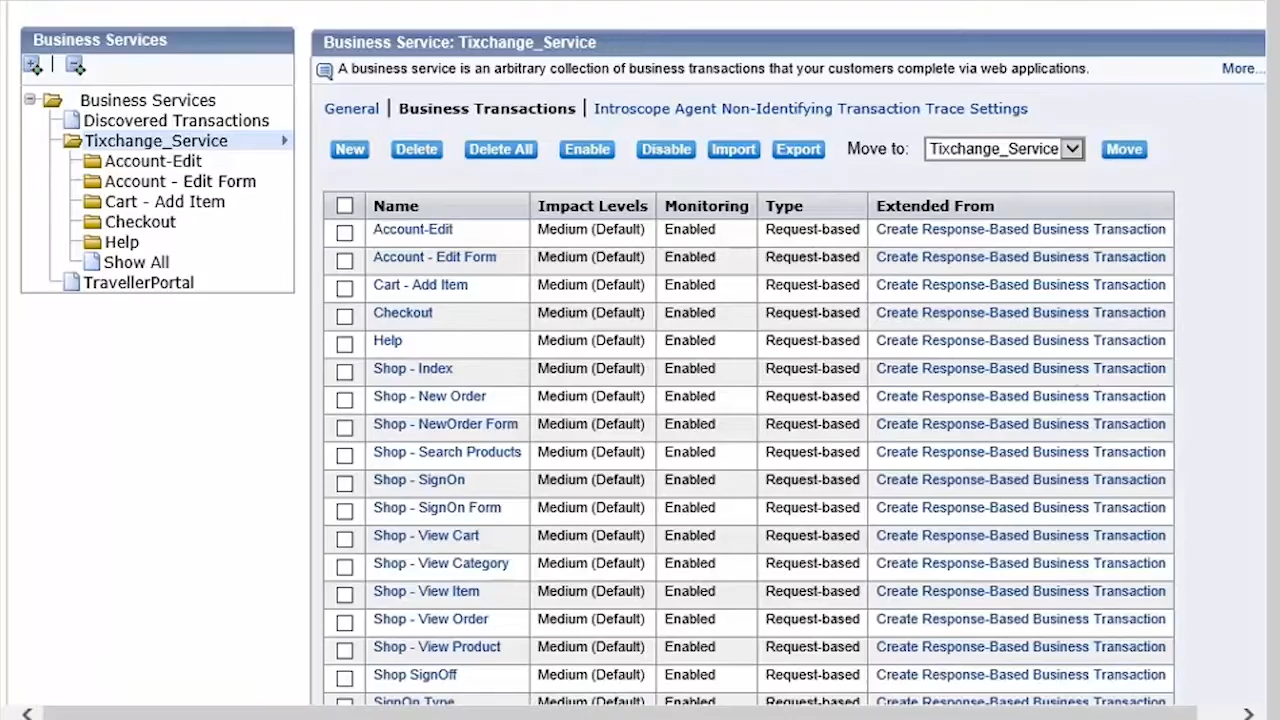 Business Services
Business Services
Discovered Transactions
Tixchange_Service
Account-Edit
Account - Edit Form
Cart - Add Item
Checkout
Help
Show All
TravellerPortal
Business Service: Tixchange_Service
A business service is an arbitrary collection of business transactions that your customers complete via web applications. More...
General | Business Transactions | Introscope Agent Non-Identifying Transaction Trace Settings
New Delete Delete All Enable Disable Import Export Move to: Tixchange_Service Move
Name Impact Levels Monitoring Type Extended From
Account-Edit Medium (Default) Enabled Request-based Create Response-Based Business Transaction
Account - Edit Form Medium (Default) Enabled Request-based Create Response-Based Business Transaction
Cart - Add Item Medium (Default) Enabled Request-based Create Response-Based Business Transaction
Checkout Medium (Default) Enabled Request-based Create Response-Based Business Transaction
Help Medium (Default) Enabled Request-based Create Response-Based Business Transaction
Shop - Index Medium (Default) Enabled Request-based Create Response-Based Business Transaction
Shop - New Order Medium (Default) Enabled Request-based Create Response-Based Business Transaction
Shop - NewOrder Form Medium (Default) Enabled Request-based Create Response-Based Business Transaction
Shop - Search Products Medium (Default) Enabled Request-based Create Response-Based Business Transaction
Shop - SignOn Medium (Default) Enabled Request-based Create Response-Based Business Transaction
Shop - SignOn Form Medium (Default) Enabled Request-based Create Response-Based Business Transaction
Shop - View Cart Medium (Default) Enabled Request-based Create Response-Based Business Transaction
Shop - View Category Medium (Default) Enabled Request-based Create Response-Based Business Transaction
Shop - View Item Medium (Default) Enabled Request-based Create Response-Based Business Transaction
Shop - View Order Medium (Default) Enabled Request-based Create Response-Based Business Transaction
Shop - View Product Medium (Default) Enabled Request-based Create Response-Based Business Transaction
Shop SignOff Medium (Default) Enabled Request-based Create Response-Based Business Transaction
SignOn Type Medium (Default) Enabled Request-based Create Response-Based Business Transaction